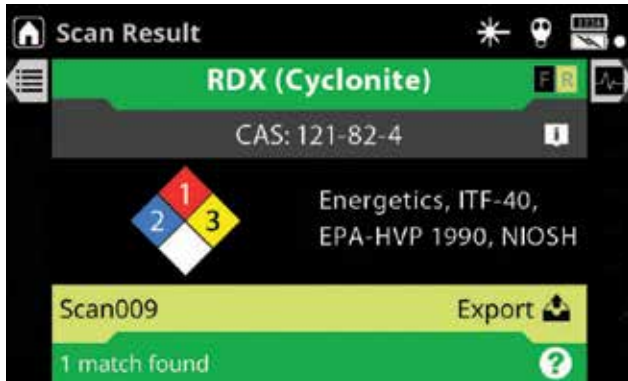 Scan Result
RDX (Cyclonite)
F R
CAS: 121-82-4
1
2 3
Energetics, ITF-40,
EPA-HVP 1990, NIOSH
Scan009
Export
1 match found
?